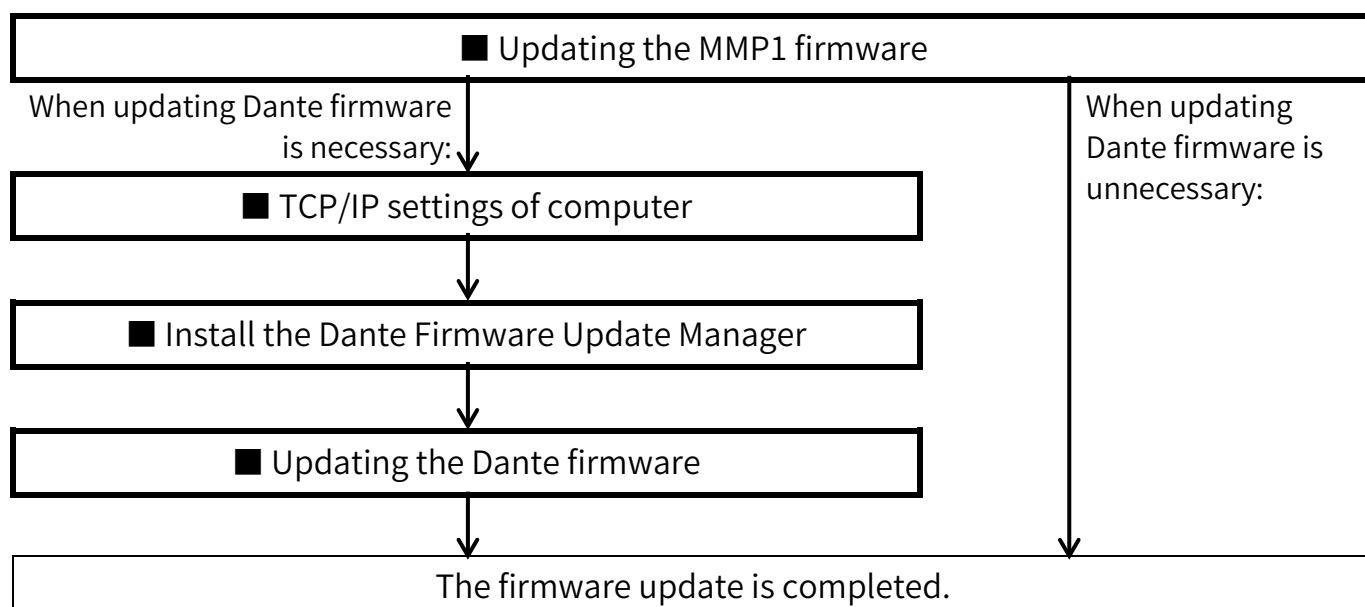 ■ Updating the MMP1 firmware
When updating Dante firmware
is necessary:
When updating
Dante firmware is
unnecessary:
■ TCP/IP settings of computer
■ Install the Dante Firmware Update Manager
■ Updating the Dante firmware
The firmware update is completed.